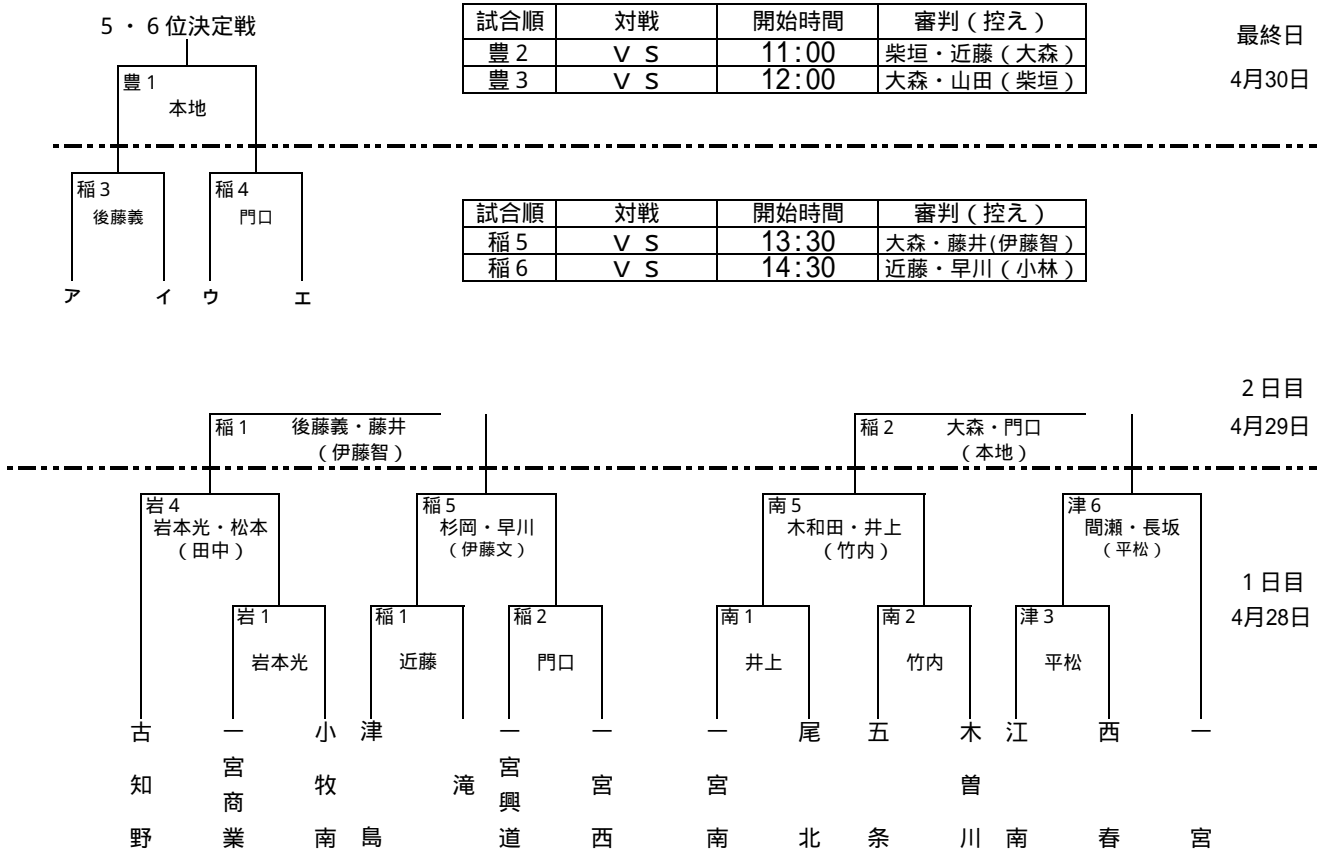 5・6位決定戦
試合順 対戦 開始時間 審判(控え)
豊2 VS 11:00 柴垣・近藤(大森)
豊3 VS 12:00 大森・山田(柴垣)
最終日
4月30日
豊1
本地
稲3
後藤義
稲4
門口
ア イ ウ エ
試合順 対戦 開始時間 審判(控え)
稲5 VS 13:30 大森・藤井(伊藤智)
稲6 VS 14:30 近藤・早川(小林)
2日目
4月29日
稲1 後藤義・藤井
(伊藤智)
稲2 大森・門口
(本地)
岩4
岩本光・松本
(田中)
稲5
杉岡・早川
(伊藤文)
南5
木和田・井上
(竹内)
津6
間瀬・長坂
(平松)
1日目
4月28日
岩1
岩本光
稲1
近藤
稲2
門口
南1
井上
南2
竹内
津3
平松
古知野
一宮商業
小牧南
津島
滝
一宮興道
一宮西
一宮南
尾北
五条
木曽川
江南
西春
一宮